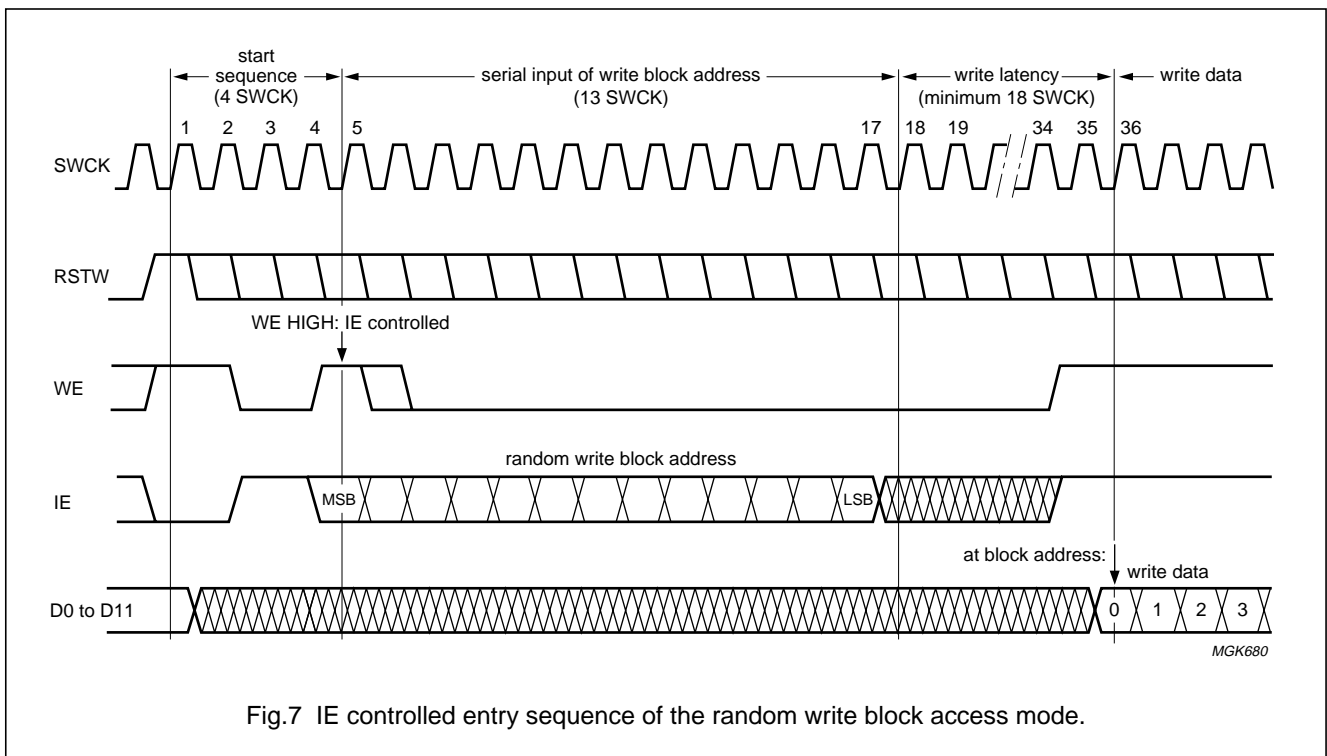 start
sequence
(4 SWCK)
serial input of write block address
(13 SWCK)
write latency
(minimum 18 SWCK)
write data
1 2 3 4 5 17 18 19 34 35 36
SWCK
RSTW
WE HIGH: IE controlled
WE
random write block address
IE
MSB
LSB
at block address:
write data
D0 to D11
0 1 2 3
MGK680
Fig.7 IE controlled entry sequence of the random write block access mode.